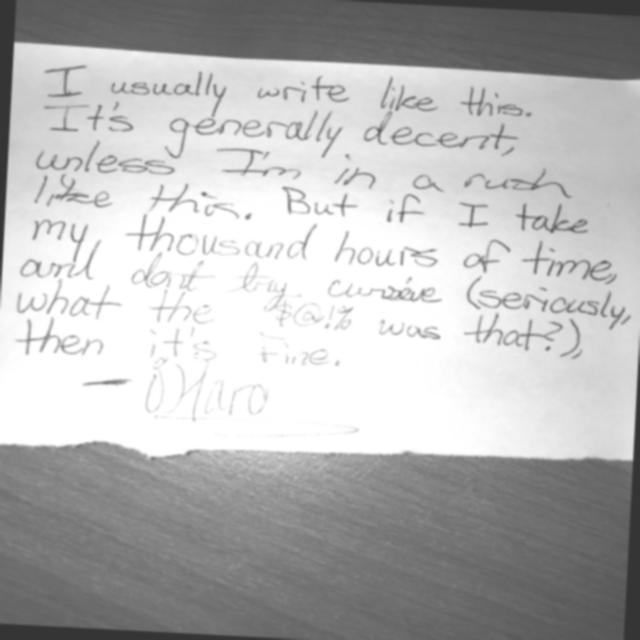 I usually write like this.
It's generally decent,
unless I'm in a rush
like this. But if I take
my thousand hours of time,
and don't try cursive (seriously,
what the $@!% was that?),
then it's fine.